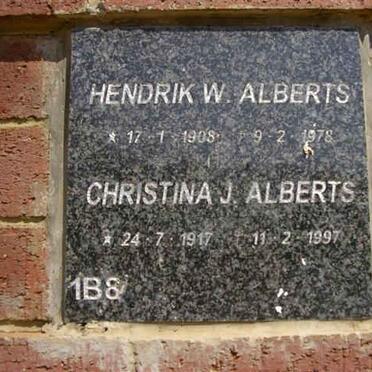 HENDRIK W. ALBERTS
* 17·1·1908 † 9·2·1978
CHRISTINA J. ALBERTS
* 24·7·1917 † 11·2·1997
1B8